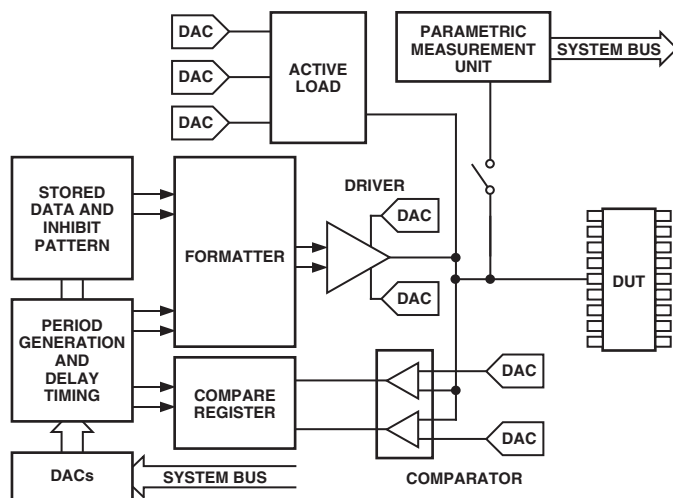 DAC
DAC
DAC
ACTIVE
LOAD
PARAMETRIC
MEASUREMENT
UNIT
SYSTEM BUS
STORED
DATA AND
INHIBIT
PATTERN
FORMATTER
DRIVER
DAC
DAC
DUT
PERIOD
GENERATION
AND
DELAY
TIMING
COMPARE
REGISTER
DAC
DAC
COMPARATOR
DACs
SYSTEM BUS